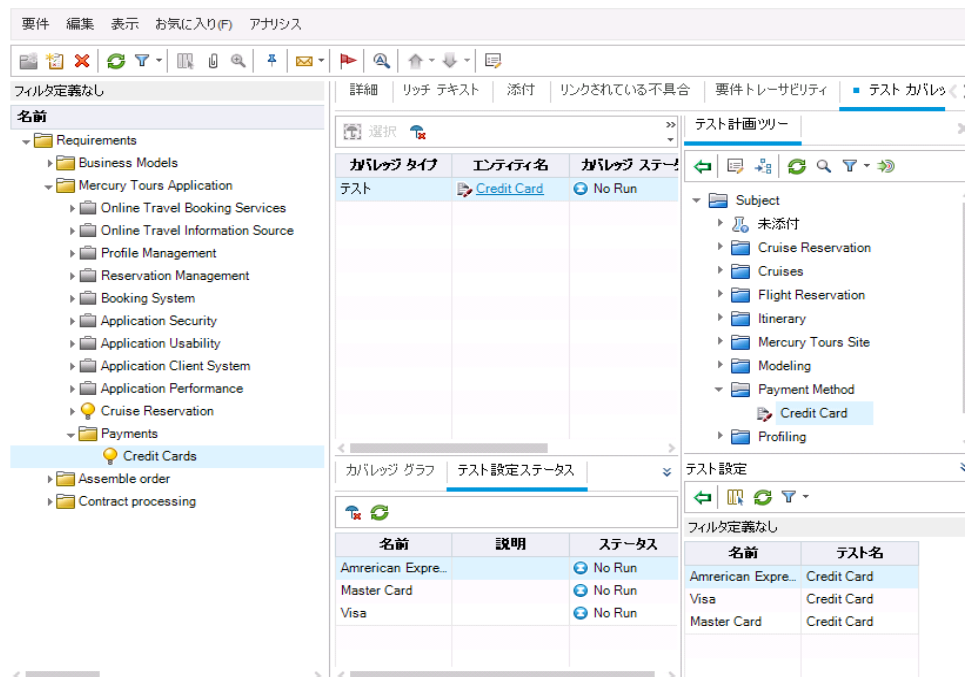 要件 編集 表示 お気に入り(F) アナリシス
フィルタ定義なし
名前
Requirements
Business Models
Mercury Tours Application
Online Travel Booking Services
Online Travel Information Source
Profile Management
Reservation Management
Booking System
Application Security
Application Usability
Application Client System
Application Performance
Cruise Reservation
Payments
Credit Cards
Assemble order
Contract processing
詳細 リッチ テキスト 添付 リンクされている不具合 要件トレーサビリティ テスト カバレッ
選択
カバレッジ タイプ エンティティ名 カバレッジ ステー
テスト Credit Card No Run
カバレッジ グラフ テスト設定ステータス
名前 説明 ステータス
Amrerican Expre... No Run
Master Card No Run
Visa No Run
テスト計画ツリー
Subject
未添付
Cruise Reservation
Cruises
Flight Reservation
Itinerary
Mercury Tours Site
Modeling
Payment Method
Credit Card
Profiling
テスト設定
フィルタ定義なし
名前 テスト名
Amrerican Expre... Credit Card
Visa Credit Card
Master Card Credit Card